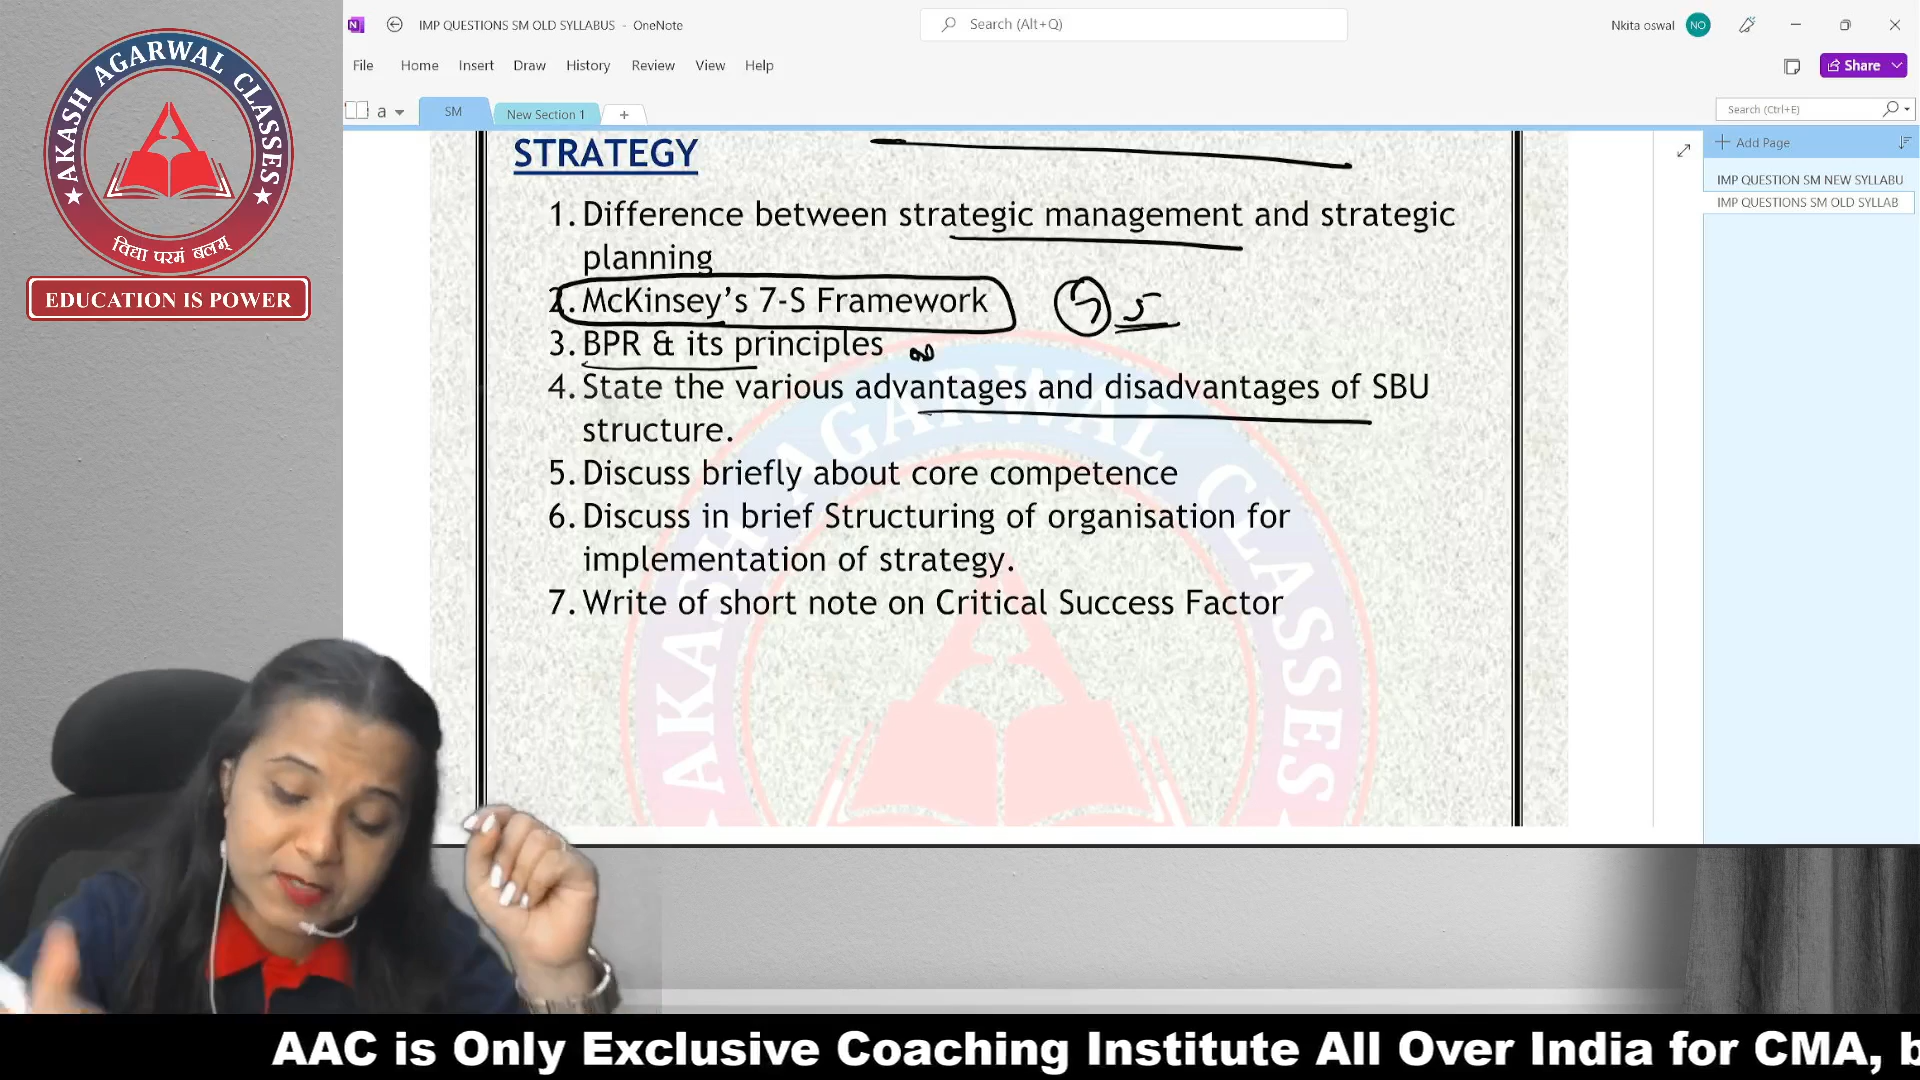 AKASH AGARWAL CLASSES
विद्या परमं बलम्
EDUCATION IS POWER
IMP QUESTIONS SM OLD SYLLABUS - OneNote
Search (Alt+Q)
Nkita oswal
NO
File Home Insert Draw History Review View Help
Share
a
SM
New Section 1
Search (Ctrl+E)
Add Page
IMP QUESTION SM NEW SYLLABU
IMP QUESTIONS SM OLD SYLLAB
STRATEGY
1. Difference between strategic management and strategic
planning
2. McKinsey's 7-S Framework
3. BPR & its principles
4. State the various advantages and disadvantages of SBU
structure.
5. Discuss briefly about core competence
6. Discuss in brief Structuring of organisation for
implementation of strategy.
7. Write of short note on Critical Success Factor
AKASH AGARWAL CLASSES
AAC is Only Exclusive Coaching Institute All Over India for CMA, b